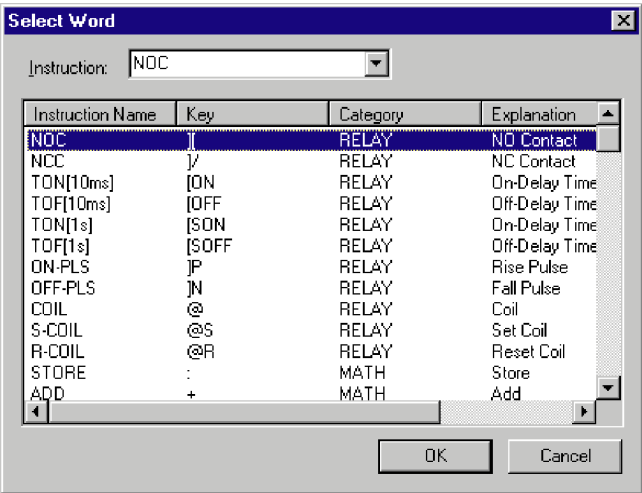 Select Word
Instruction: NOC
Instruction Name Key Category Explanation
NOC ][ RELAY NO Contact
NCC ]/ RELAY NC Contact
TON[10ms] [ON RELAY On-Delay Time
TOF[10ms] [OFF RELAY Off-Delay Time
TON[1s] [SON RELAY On-Delay Time
TOF[1s] [SOFF RELAY Off-Delay Time
ON-PLS ]P RELAY Rise Pulse
OFF-PLS ]N RELAY Fall Pulse
COIL @ RELAY Coil
S-COIL @S RELAY Set Coil
R-COIL @R RELAY Reset Coil
STORE : MATH Store
ADD + MATH Add
OK Cancel